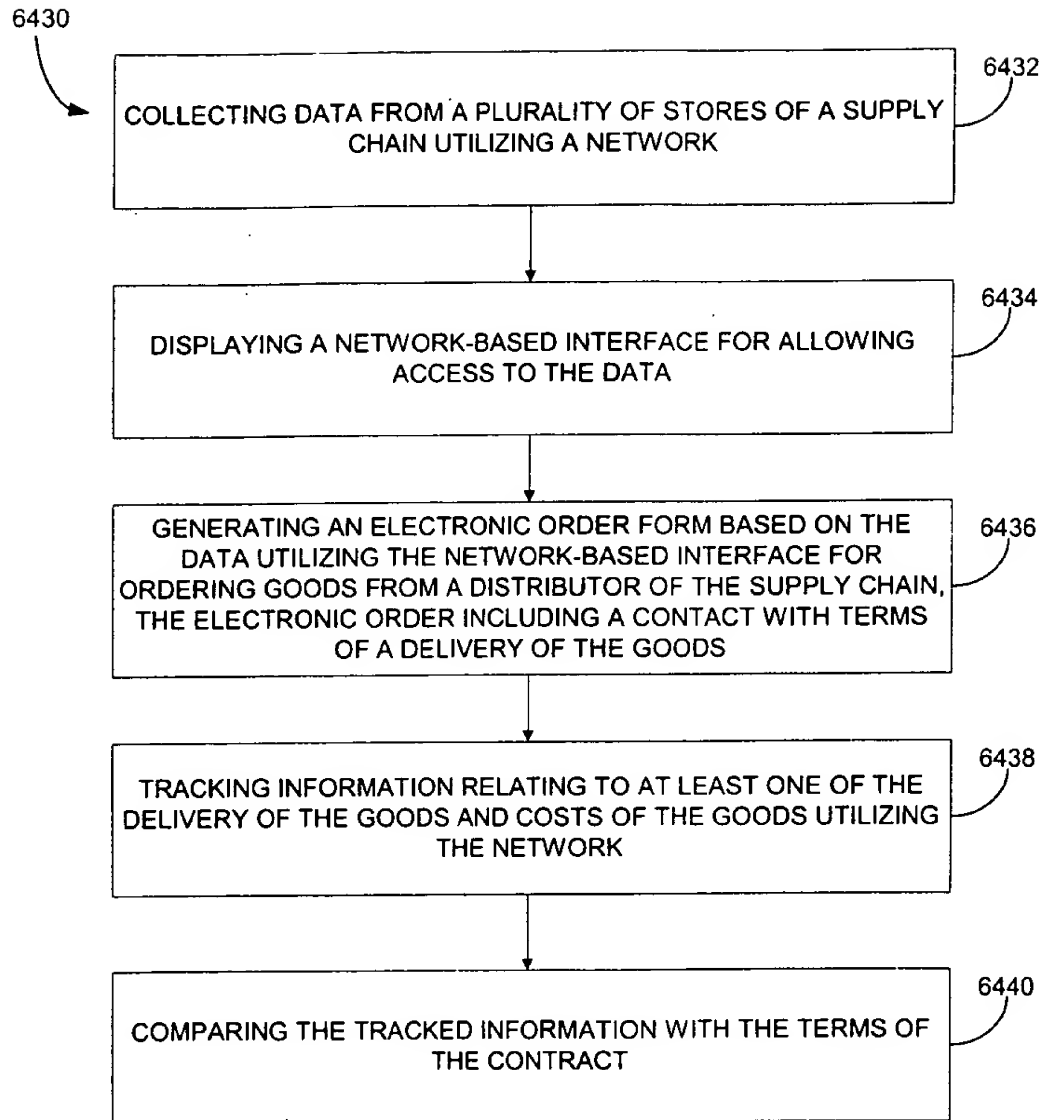 6430
6432
COLLECTING DATA FROM A PLURALITY OF STORES OF A SUPPLY
CHAIN UTILIZING A NETWORK
6434
DISPLAYING A NETWORK-BASED INTERFACE FOR ALLOWING
ACCESS TO THE DATA
GENERATING AN ELECTRONIC ORDER FORM BASED ON THE
DATA UTILIZING THE NETWORK-BASED INTERFACE FOR
ORDERING GOODS FROM A DISTRIBUTOR OF THE SUPPLY CHAIN,
THE ELECTRONIC ORDER INCLUDING A CONTACT WITH TERMS
OF A DELIVERY OF THE GOODS
6436
6438
TRACKING INFORMATION RELATING TO AT LEAST ONE OF THE
DELIVERY OF THE GOODS AND COSTS OF THE GOODS UTILIZING
THE NETWORK
6440
COMPARING THE TRACKED INFORMATION WITH THE TERMS OF
THE CONTRACT